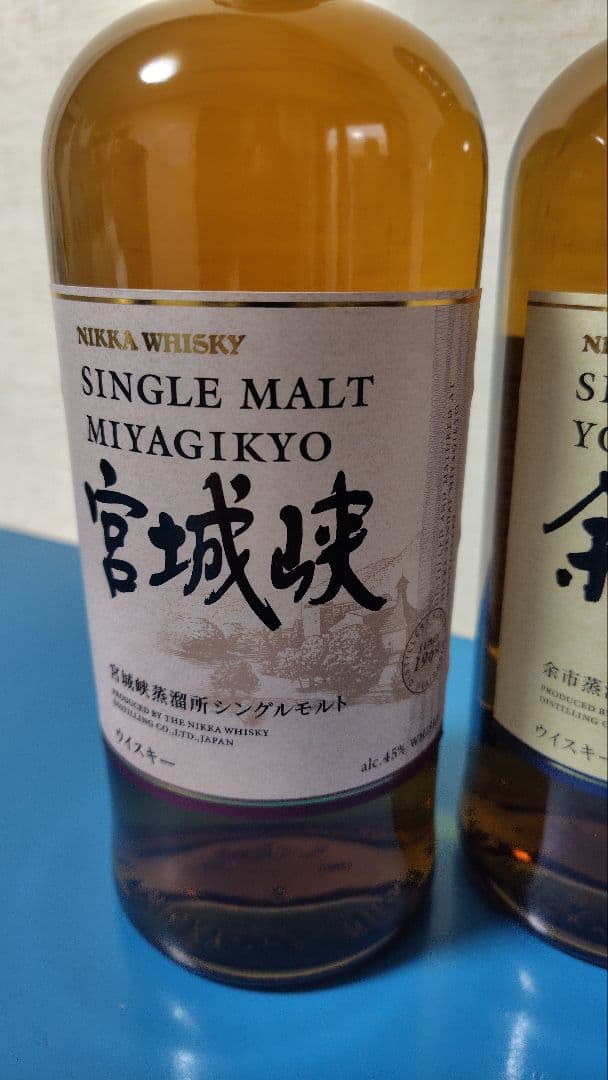 NIKKA WHISKY
SINGLE MALT
MIYAGIKYO
宮城峡
宮城峡蒸溜所シングルモルト
PRODUCED BY THE NIKKA WHISKY
DISTILLING CO.,LTD.,JAPAN
ウイスキー
alc.45% WHISKY
NI
S
YO
余
余市蒸
PRODUCED BY
DISTILLING C
ウイスキー